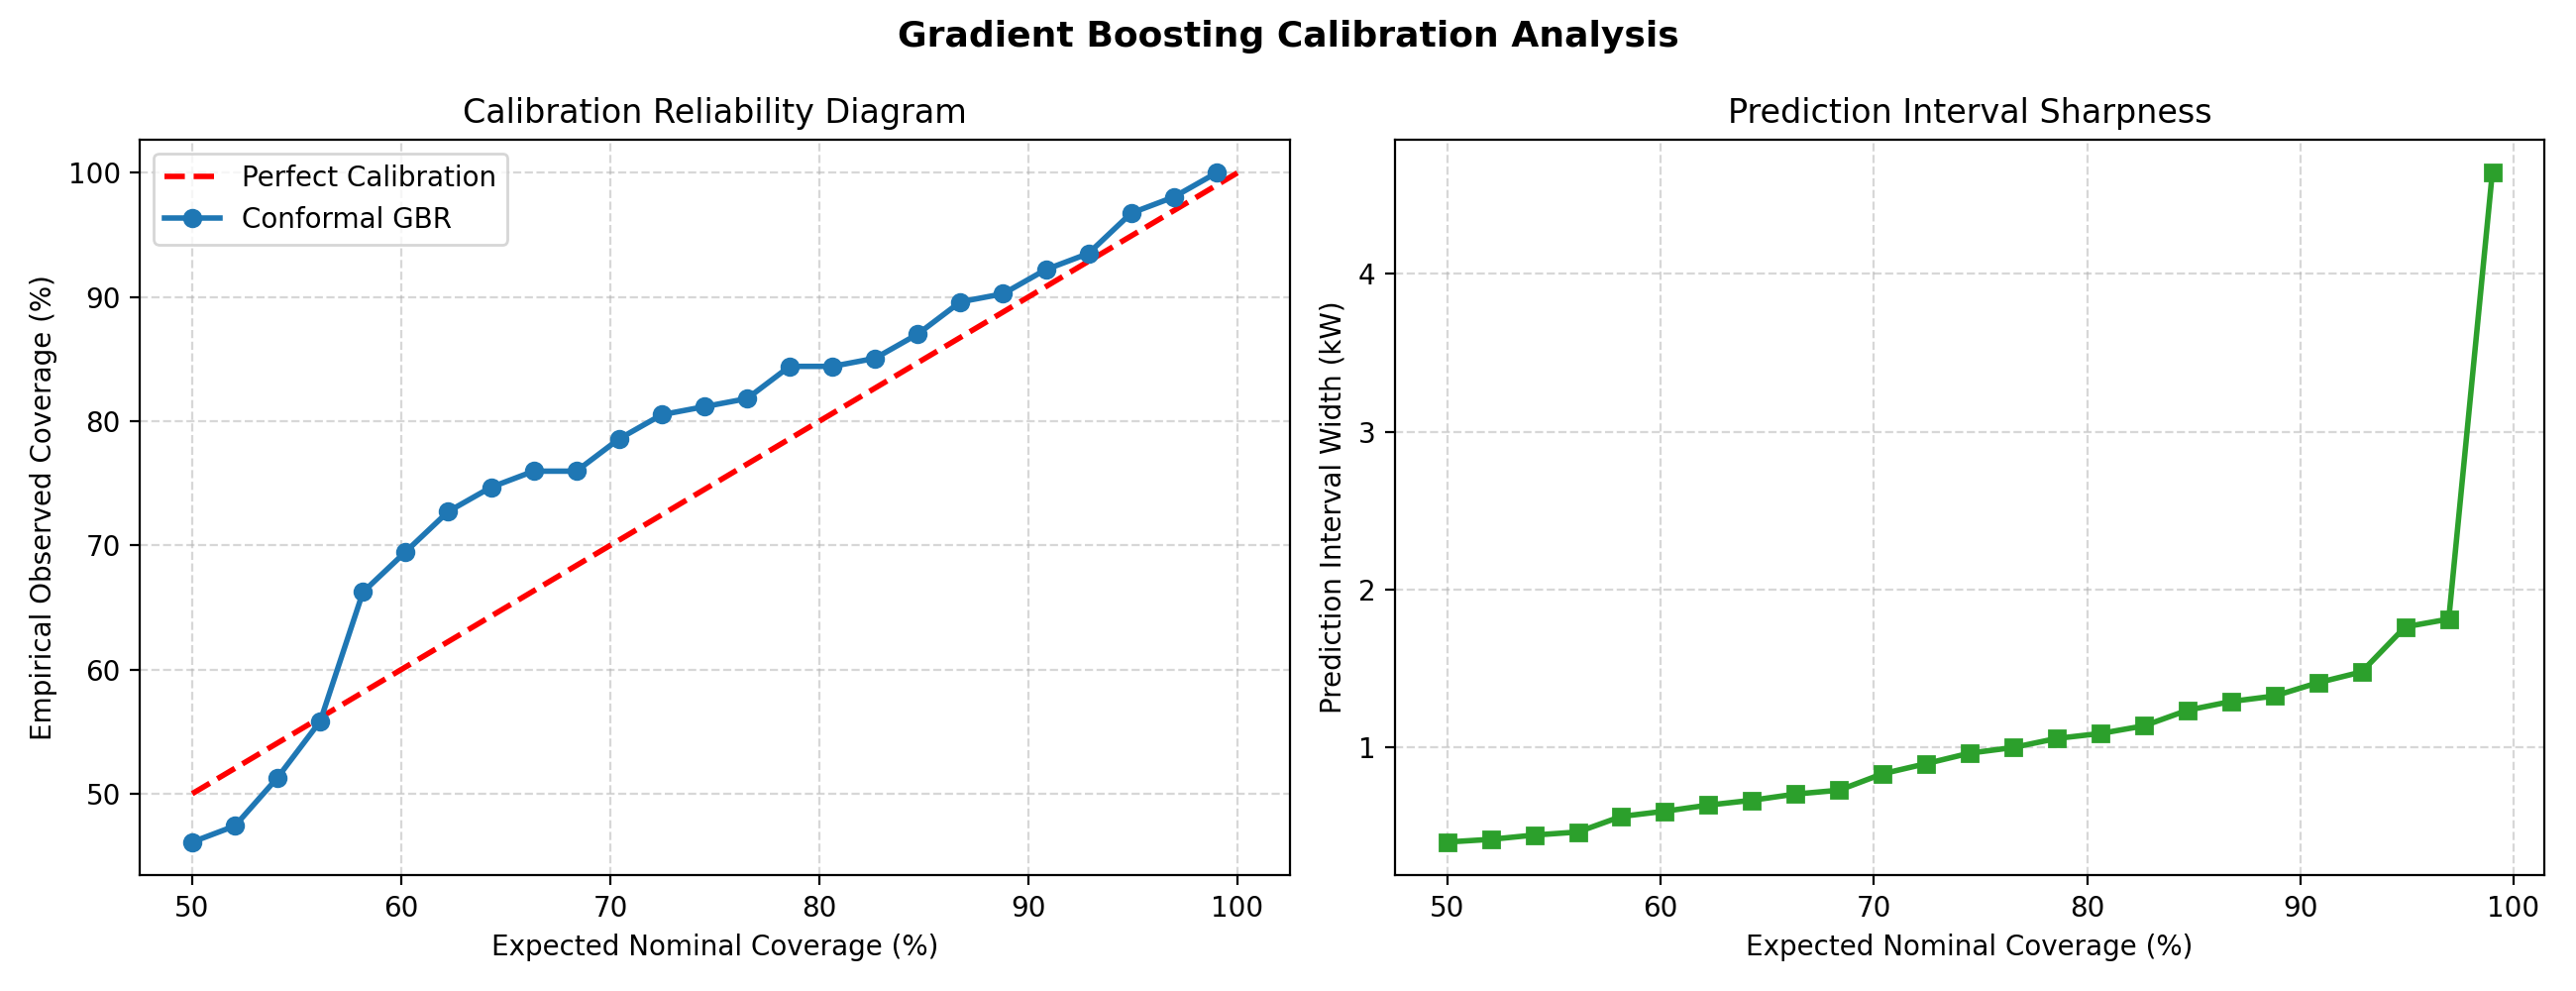 Gradient Boosting Calibration Analysis
Calibration Reliability Diagram
Perfect Calibration
Conformal GBR
Empirical Observed Coverage (%)
100
90
80
70
60
50
50 60 70 80 90 100
Expected Nominal Coverage (%)
Prediction Interval Sharpness
Prediction Interval Width (kW)
4
3
2
1
50 60 70 80 90 100
Expected Nominal Coverage (%)